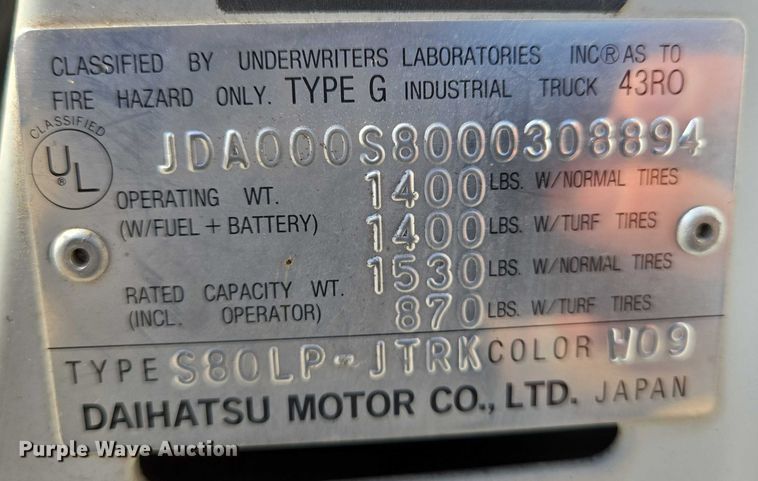 CLASSIFIED BY UNDERWRITERS LABORATORIES INC® AS TO
FIRE HAZARD ONLY. TYPE G INDUSTRIAL TRUCK 43RO
CLASSIFIED
UL®
JDA000S8000308894
OPERATING WT. 1400 LBS. W/NORMAL TIRES
(W/FUEL + BATTERY) 1400 LBS. W/TURF TIRES
1530 LBS. W/NORMAL TIRES
RATED CAPACITY WT.
(INCL. OPERATOR) 870 LBS. W/TURF TIRES
TYPE S80LP-JTRK COLOR W09
DAIHATSU MOTOR CO., LTD. JAPAN
Purple Wave Auction